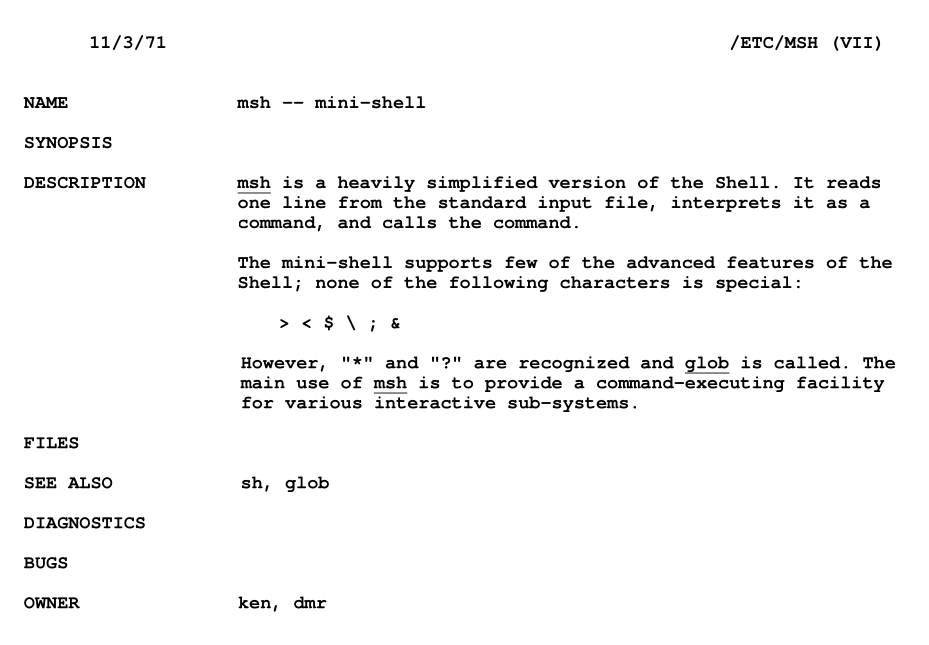 11/3/71 /ETC/MSH (VII)
NAME msh -- mini-shell
SYNOPSIS
DESCRIPTION msh is a heavily simplified version of the Shell. It reads
one line from the standard input file, interprets it as a
command, and calls the command.
The mini-shell supports few of the advanced features of the
Shell; none of the following characters is special:
> < $ \ ; &
However, "*" and "?" are recognized and glob is called. The
main use of msh is to provide a command-executing facility
for various interactive sub-systems.
FILES
SEE ALSO sh, glob
DIAGNOSTICS
BUGS
OWNER ken, dmr